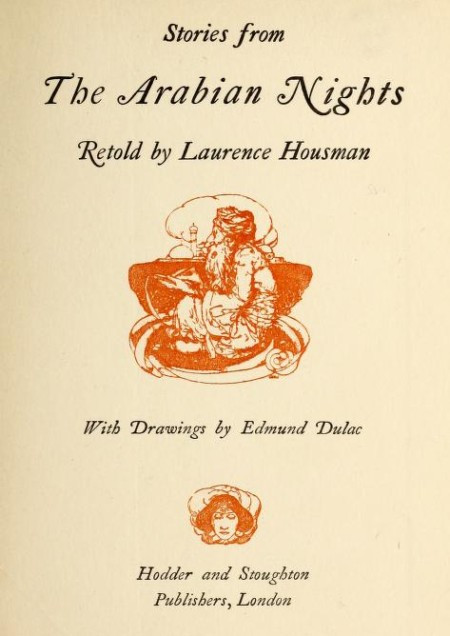 Stories from
The Arabian Nights
Retold by Laurence Housman
With Drawings by Edmund Dulac
Hodder and Stoughton
Publishers, London